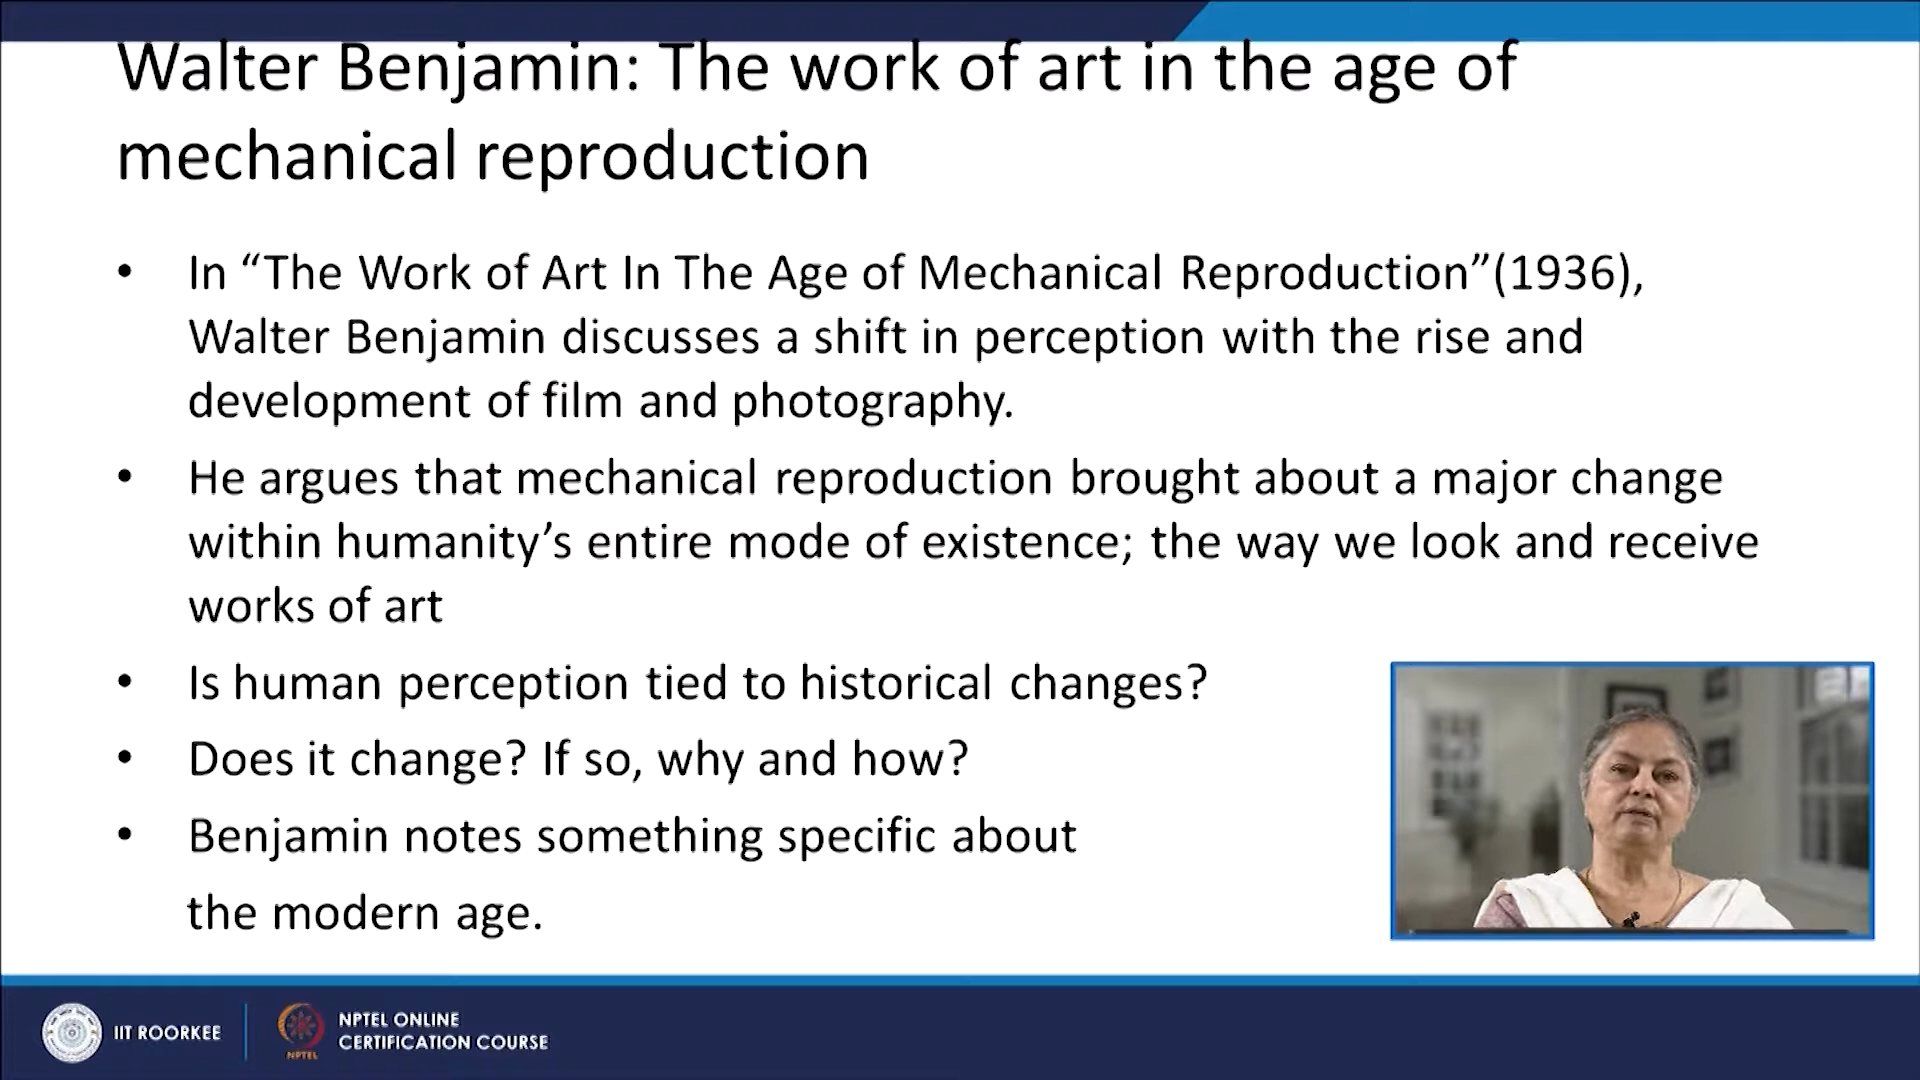 Walter Benjamin: The work of art in the age of
mechanical reproduction
• In “The Work of Art In The Age of Mechanical Reproduction”(1936),
Walter Benjamin discusses a shift in perception with the rise and
development of film and photography.
• He argues that mechanical reproduction brought about a major change
within humanity’s entire mode of existence; the way we look and receive
works of art
• Is human perception tied to historical changes?
• Does it change? If so, why and how?
• Benjamin notes something specific about
the modern age.
IIT ROORKEE
NPTEL
NPTEL ONLINE
CERTIFICATION COURSE